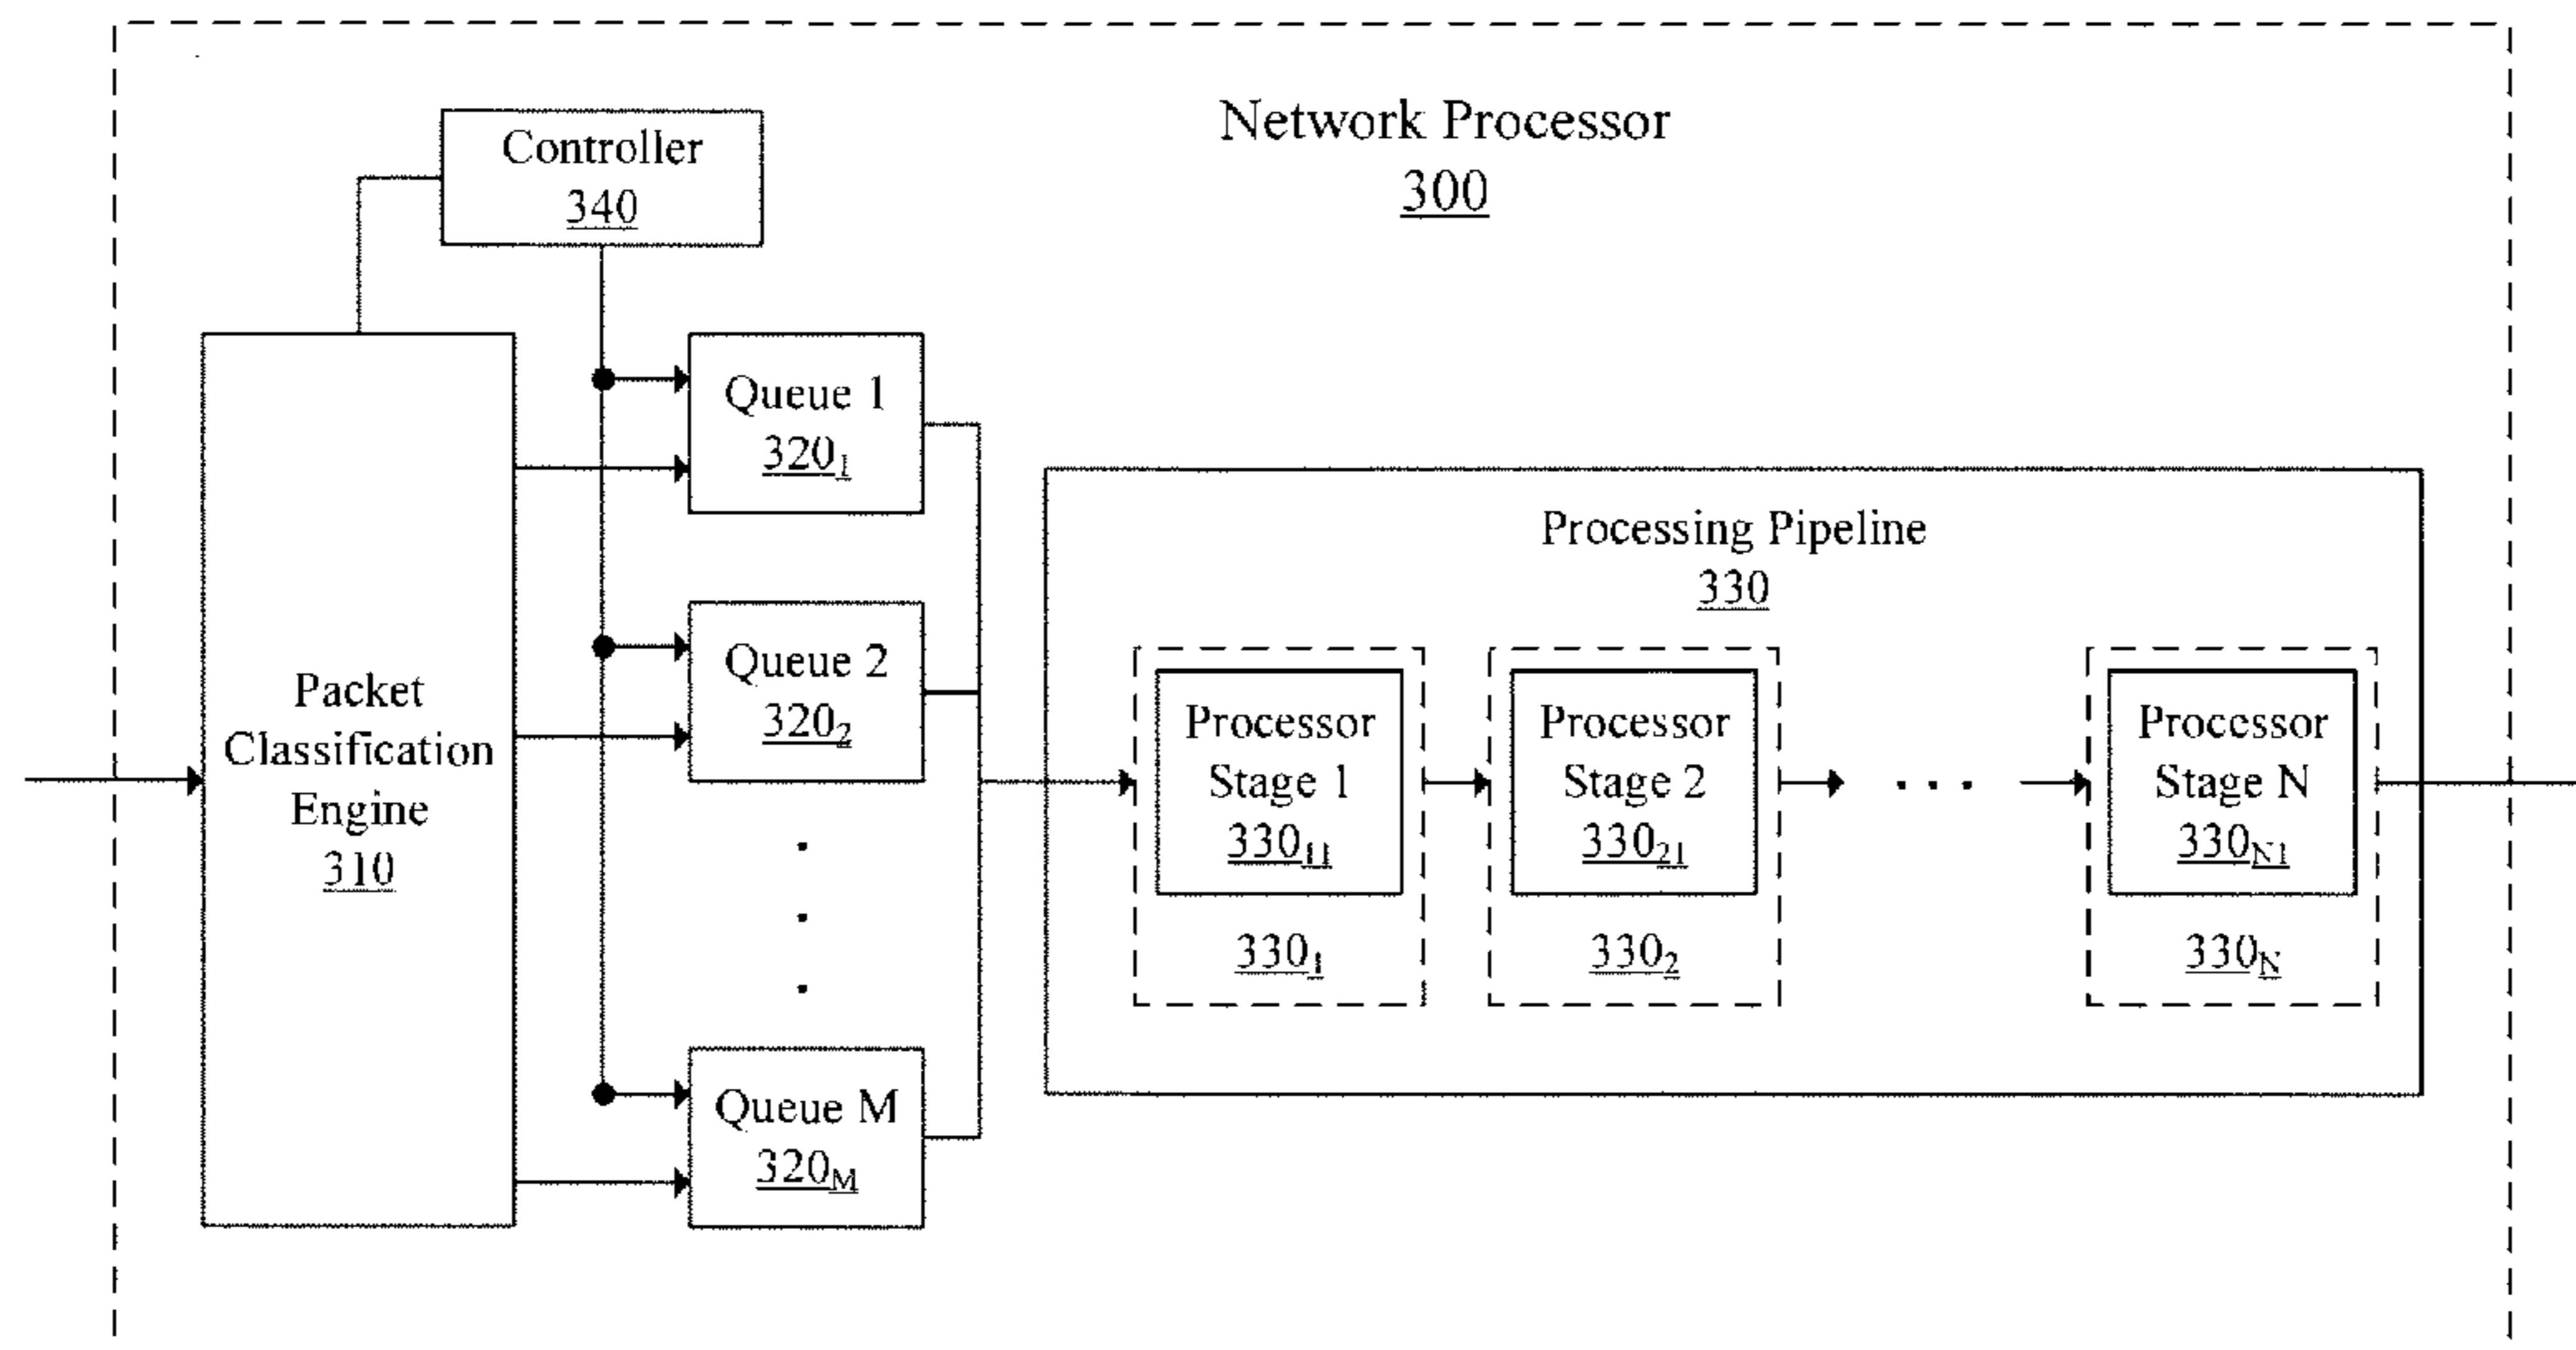 Network Processor
300
Controller
340
Packet
Classification
Engine
310
Queue 1
320₁
Queue 2
320₂
.
.
.
Queue M
320M
Processing Pipeline
330
Processor
Stage 1
330₁₁
330₁
Processor
Stage 2
330₂₁
330₂
. . .
Processor
Stage N
330N1
330N